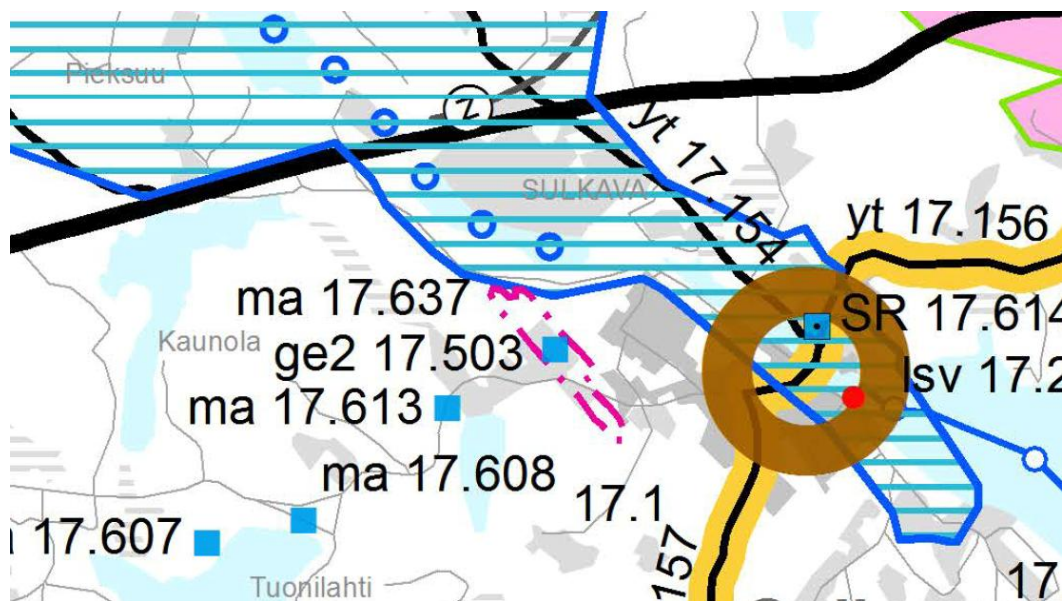 Pieksuu
N
SULKAVA
yt 17.154
yt 17.156
ma 17.637
SR 17.614
Kaunola
ge2 17.503
lsv 17.2
ma 17.613
ma 17.608
17.1
17.607
157
17
Tuonilahti